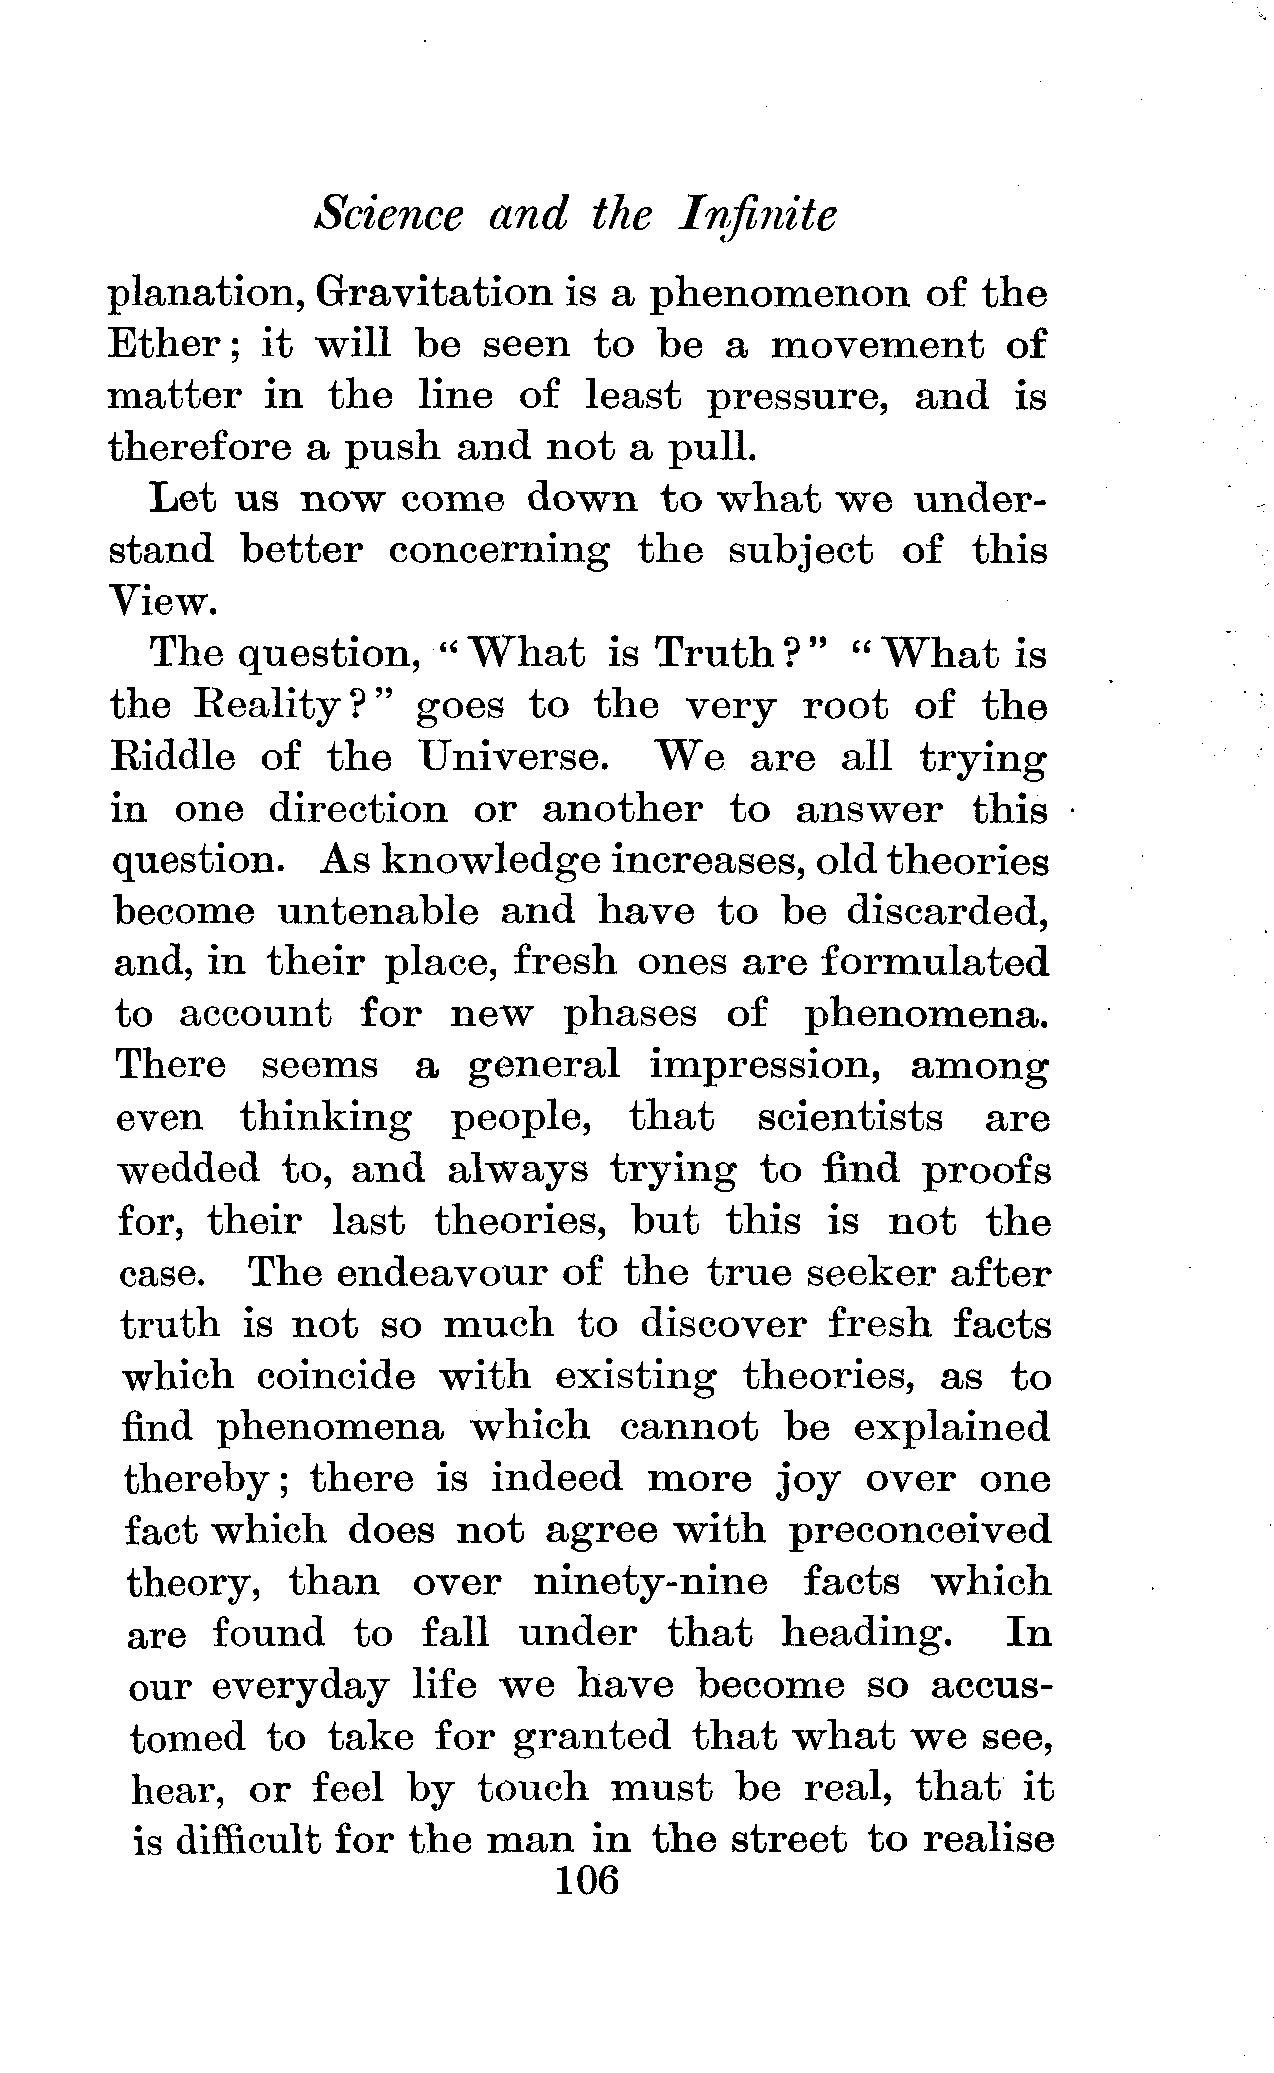 Science and the Infinite
planation, Gravitation is a phenomenon of the
Ether; it will be seen to be a movement of
matter in the line of least pressure, and is
therefore a push and not a pull.
Let us now come down to what we under-
stand better concerning the subject of this
View.
The question, "What is Truth?" "What is
the Reality?" goes to the very root of the
Riddle of the Universe. We are all trying
in one direction or another to answer this
question. As knowledge increases, old theories
become untenable and have to be discarded,
and, in their place, fresh ones are formulated
to account for new phases of phenomena.
There seems a general impression, among
even thinking people, that scientists are
wedded to, and always trying to find proofs
for, their last theories, but this is not the
case. The endeavour of the true seeker after
truth is not so much to discover fresh facts
which coincide with existing theories, as to
find phenomena which cannot be explained
thereby; there is indeed more joy over one
fact which does not agree with preconceived
theory, than over ninety-nine facts which
are found to fall under that heading. In
our everyday life we have become so accus-
tomed to take for granted that what we see,
hear, or feel by touch must be real, that it
is difficult for the man in the street to realise
106